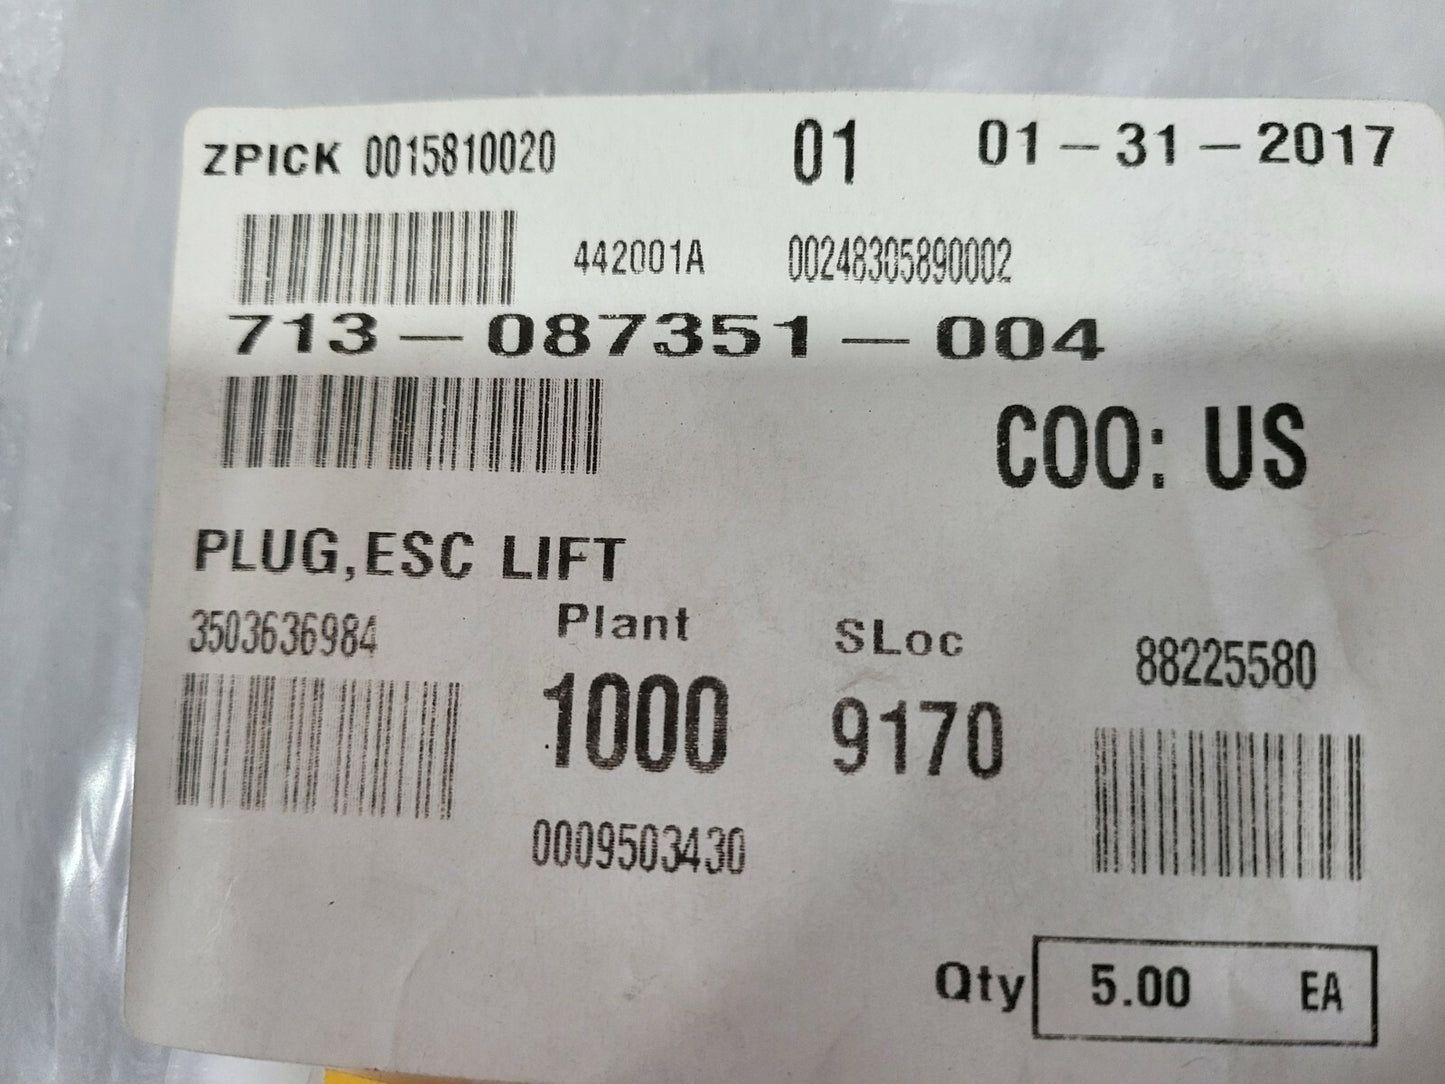 ZPICK 0015810020 01 01-31-2017
442001A 00248305890002
713-087351-004
COO: US
PLUG,ESC LIFT
3503636984 Plant SLoc 88225580
1000 9170
0009503430
Qty 5.00 EA